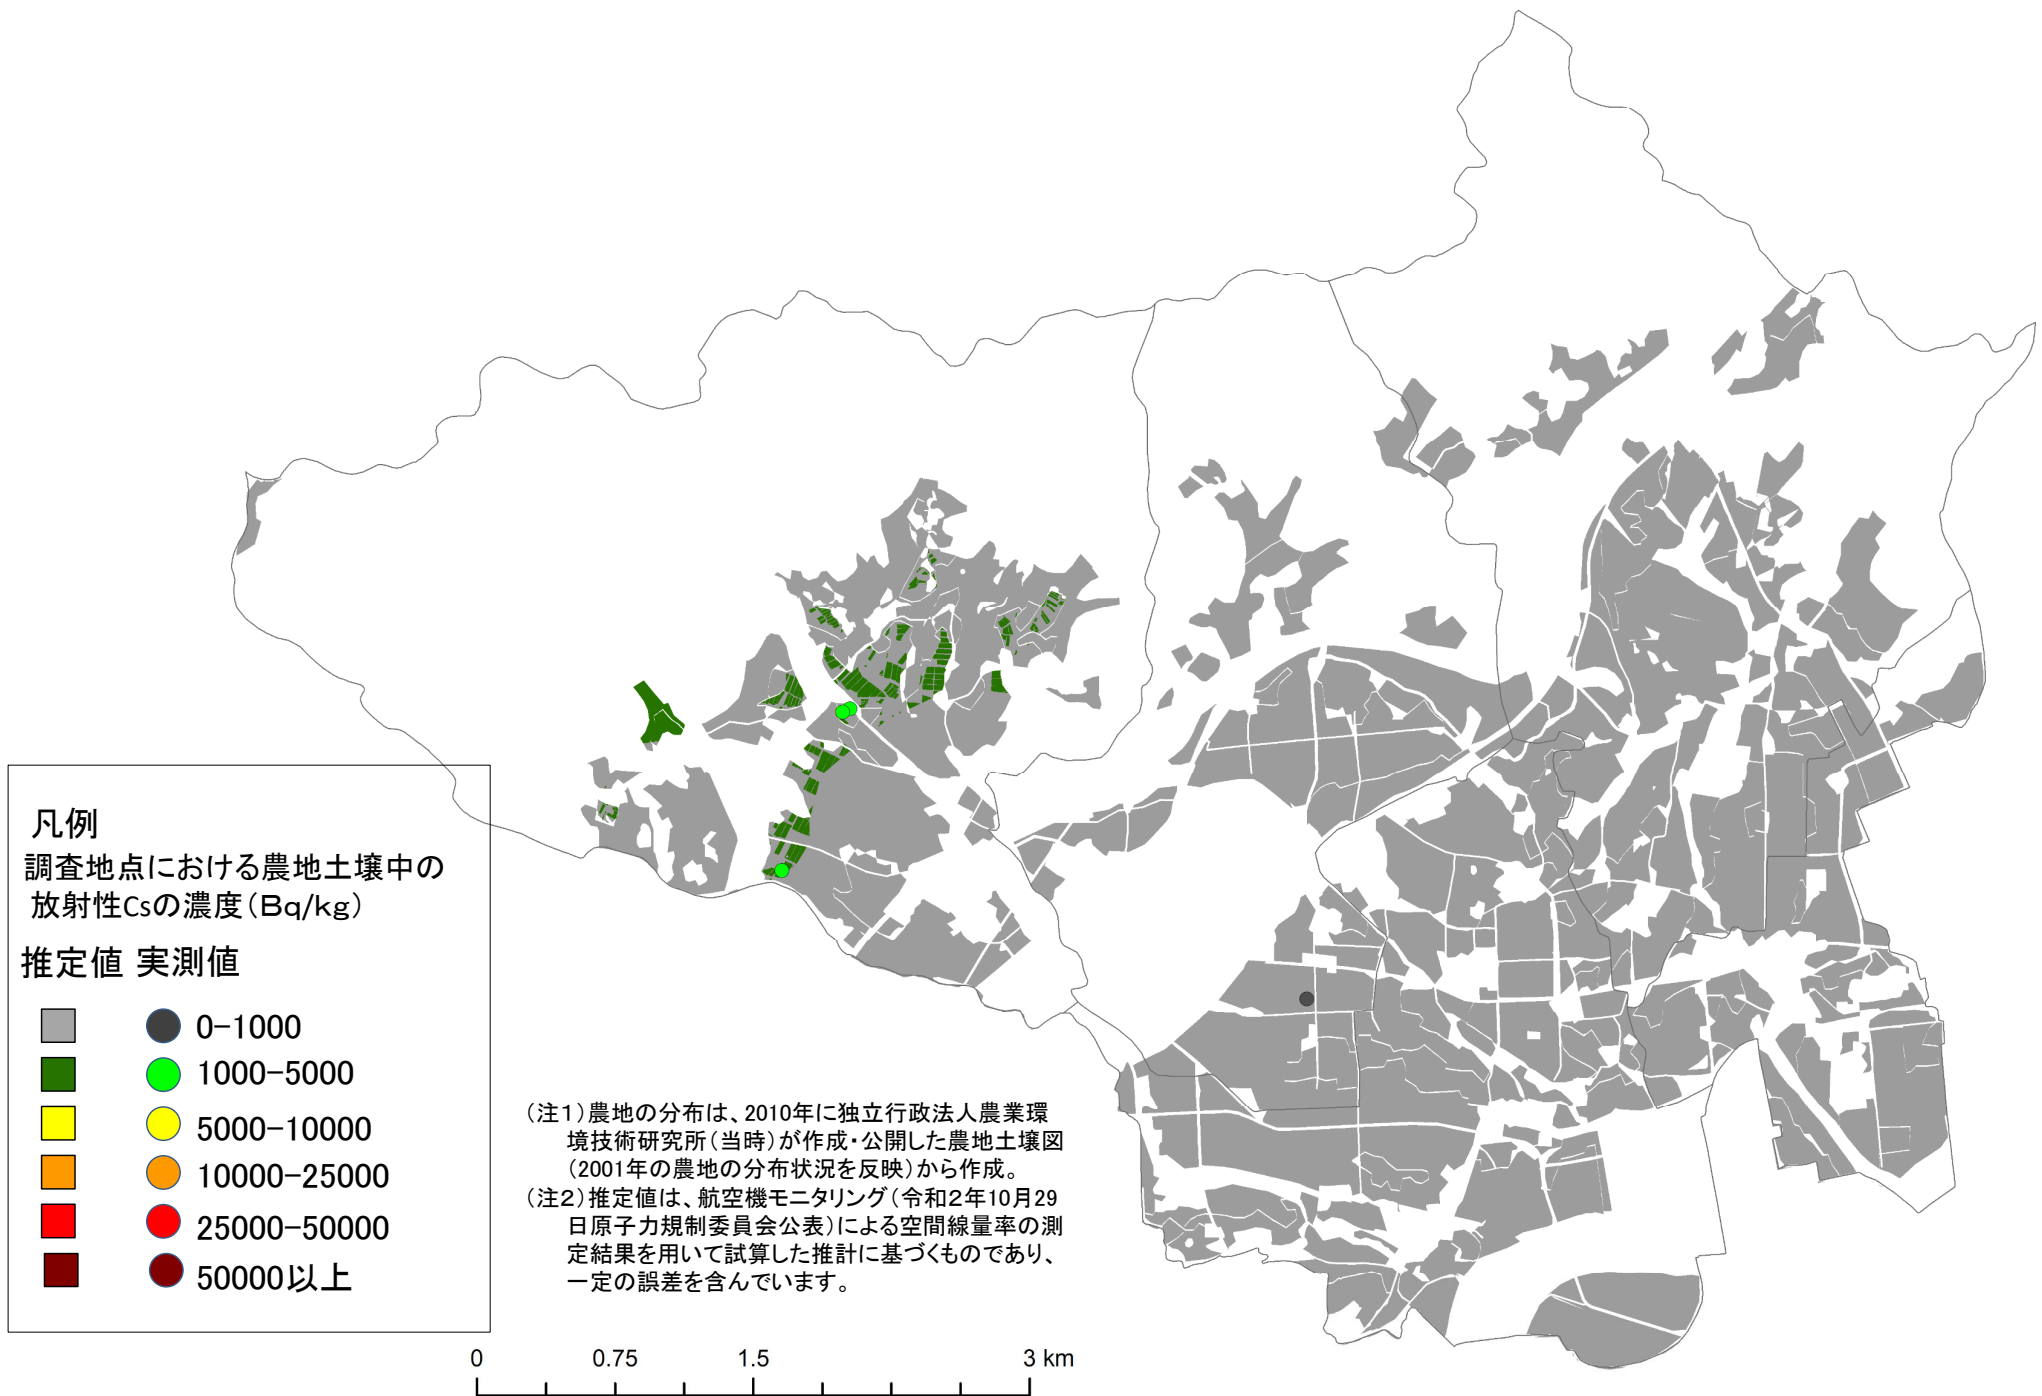 凡例
調査地点における農地土壌中の
放射性Csの濃度（Bq/kg）
推定値 実測値
0-1000
1000-5000
5000-10000
10000-25000
25000-50000
50000以上
（注１）農地の分布は、2010年に独立行政法人農業環
境技術研究所（当時）が作成・公開した農地土壌図
（2001年の農地の分布状況を反映）から作成。
（注２）推定値は、航空機モニタリング（令和2年10月29
日原子力規制委員会公表）による空間線量率の測
定結果を用いて試算した推計に基づくものであり、
一定の誤差を含んでいます。
0 0.75 1.5 3 km